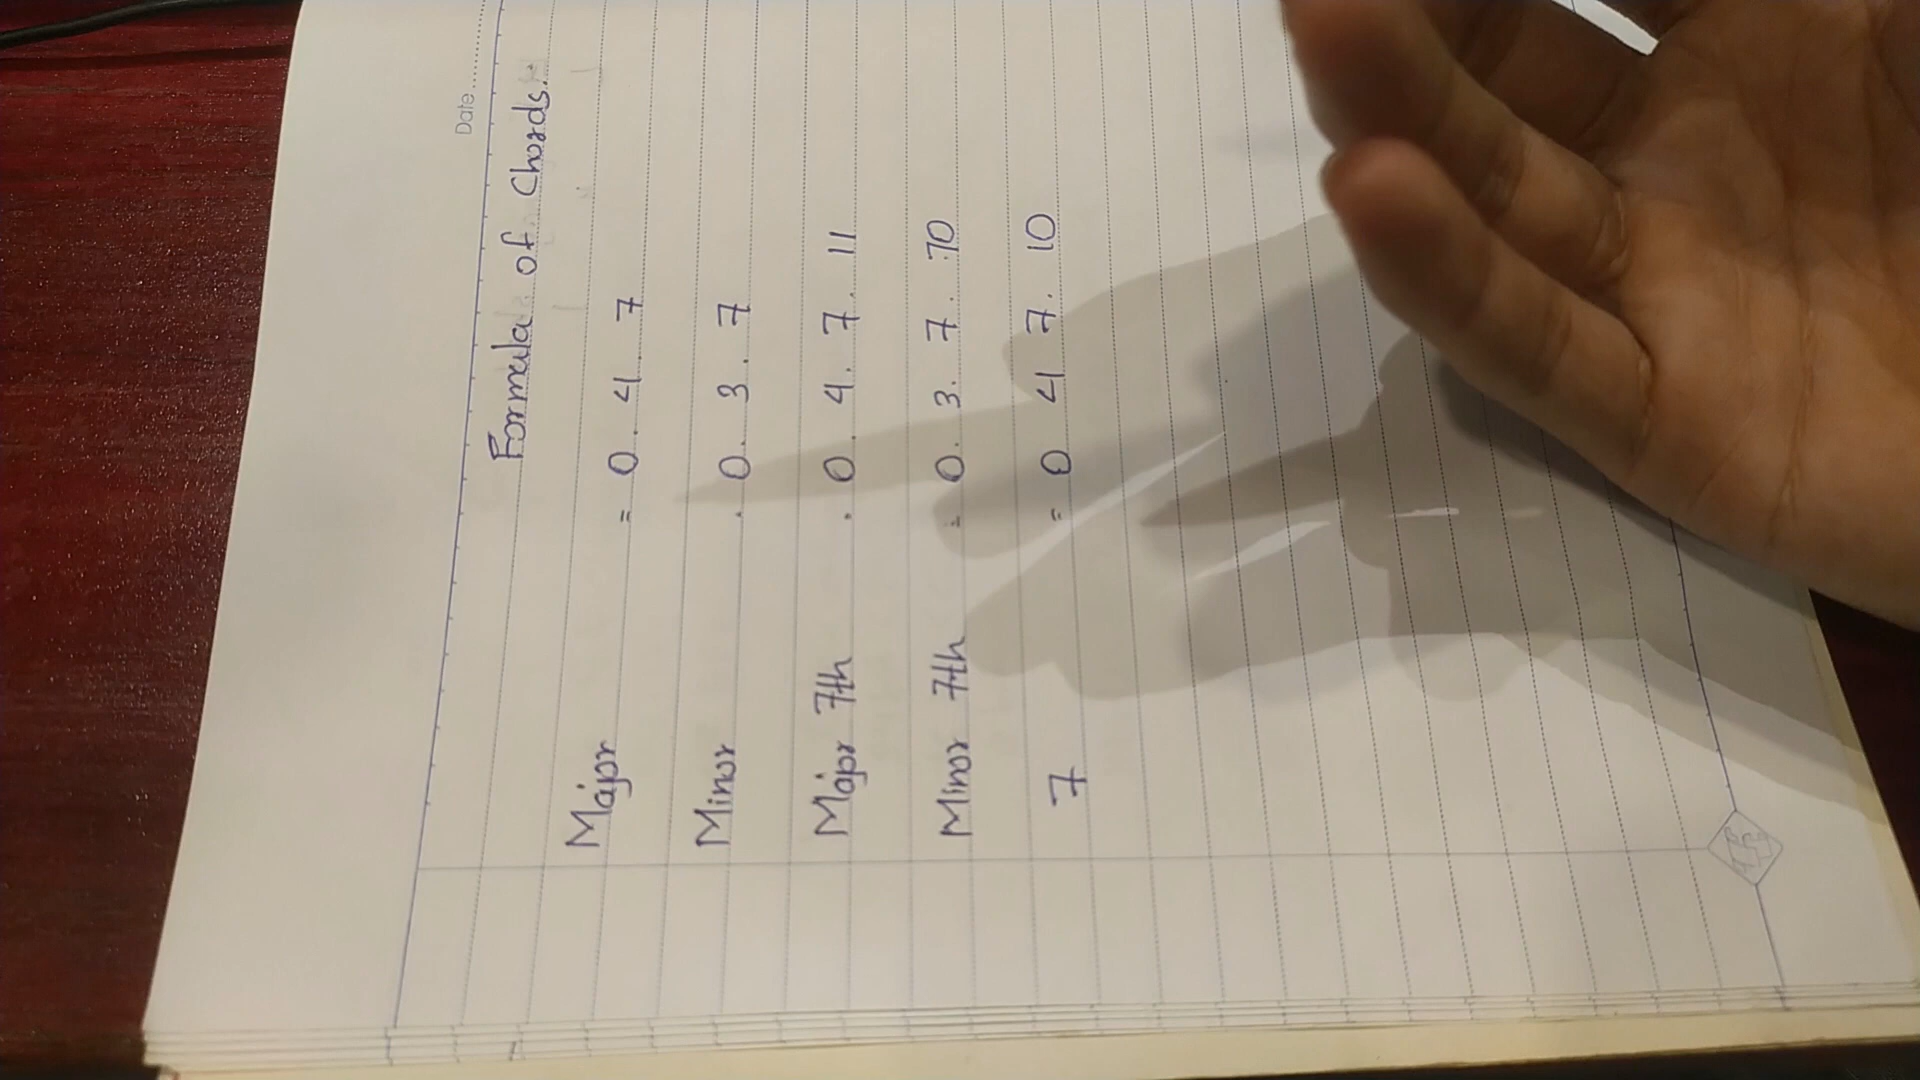 Date
Formula of Chords.
Major = 0 . 4 . 7
Minor . 0 . 3 . 7
Major 7th . 0 . 4 . 7 . 11
Minor 7th = 0 . 3 . 7 . 10
7 = 0 4 7 . 10